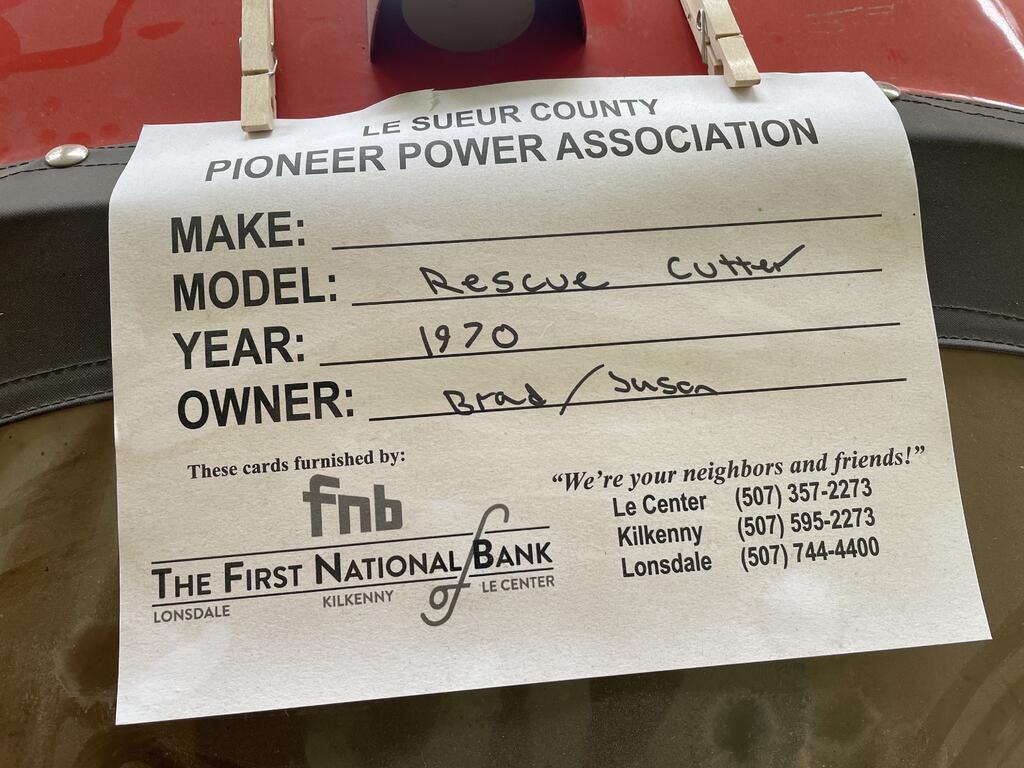 LE SUEUR COUNTY
PIONEER POWER ASSOCIATION
MAKE:
MODEL: Rescue Cutter
YEAR: 1970
OWNER: Brad/Susan
These cards furnished by:
fnb
THE FIRST NATIONAL BANK of
LONSDALE KILKENNY LE CENTER
"We're your neighbors and friends!"
Le Center (507) 357-2273
Kilkenny (507) 595-2273
Lonsdale (507) 744-4400